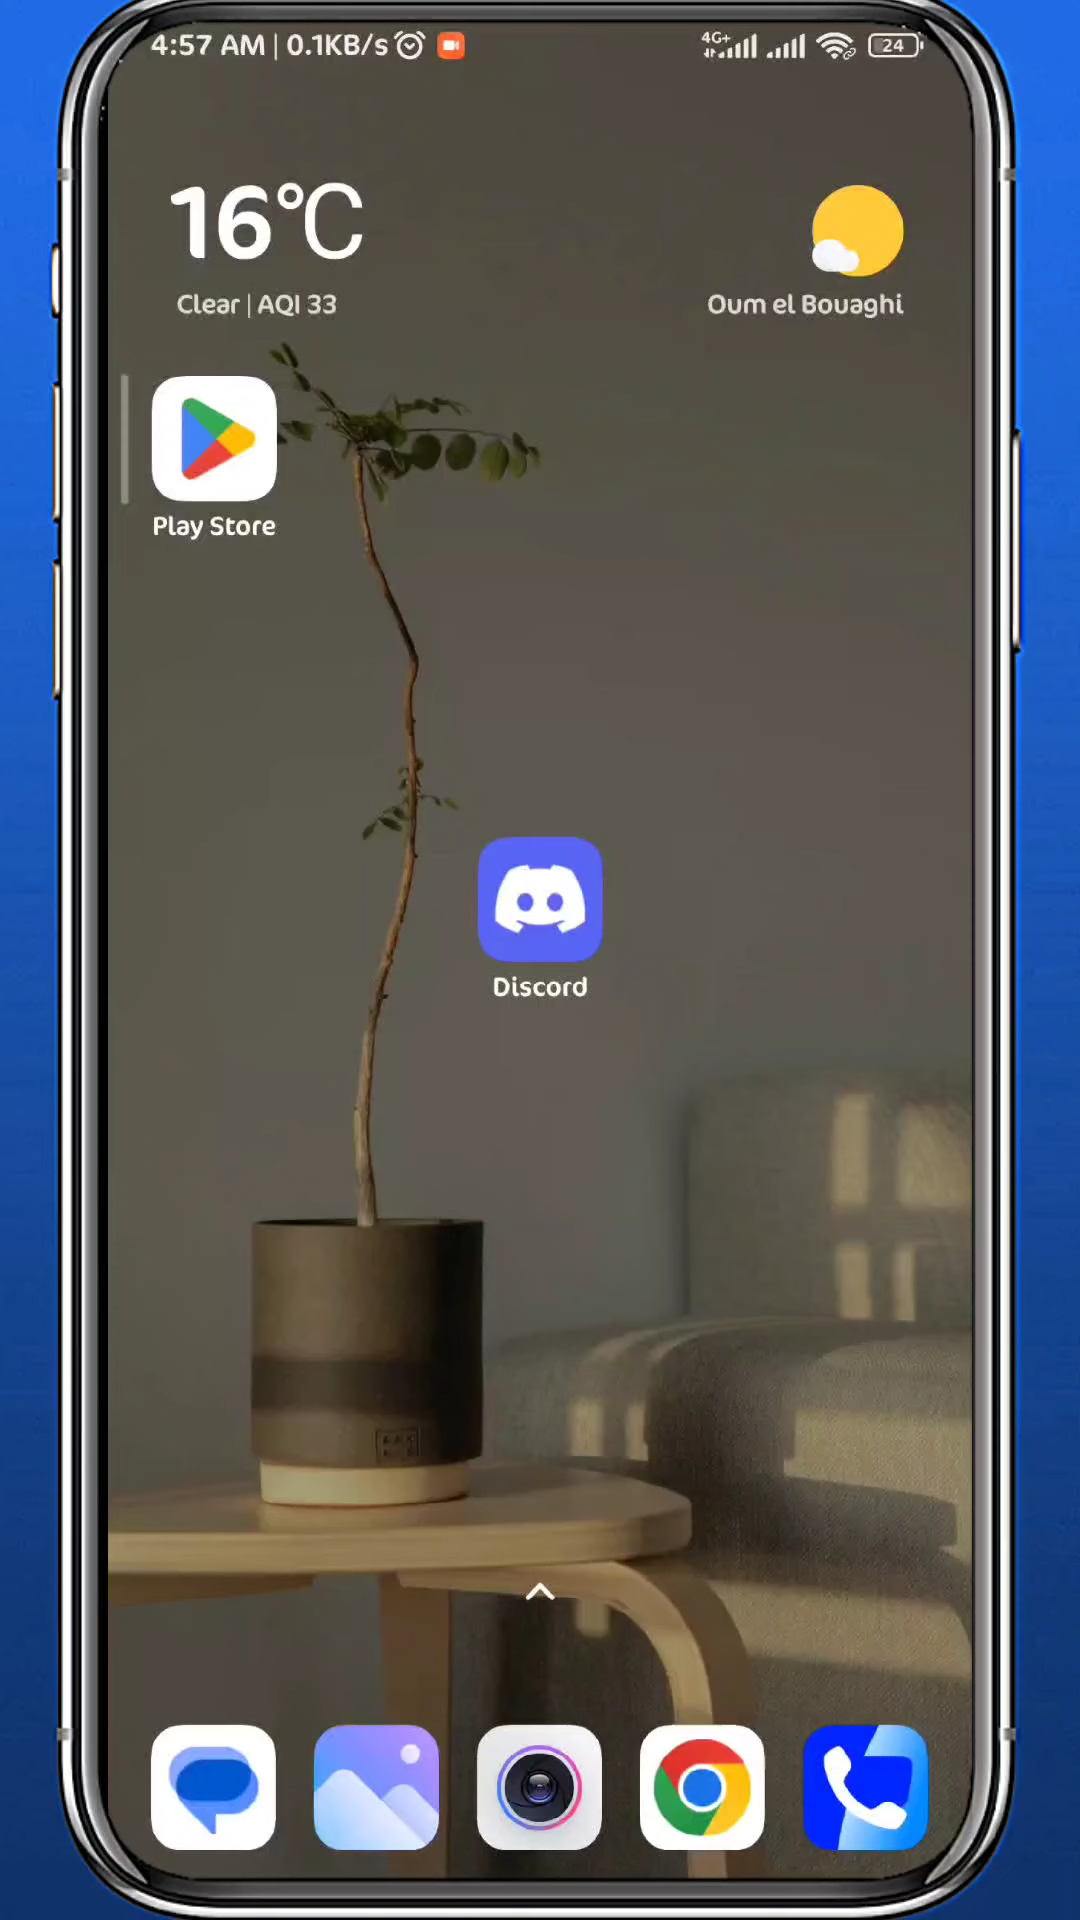 4:57 AM | 0.1KB/s
4G+
24
16°C
Clear | AQI 33
Oum el Bouaghi
Play Store
Discord